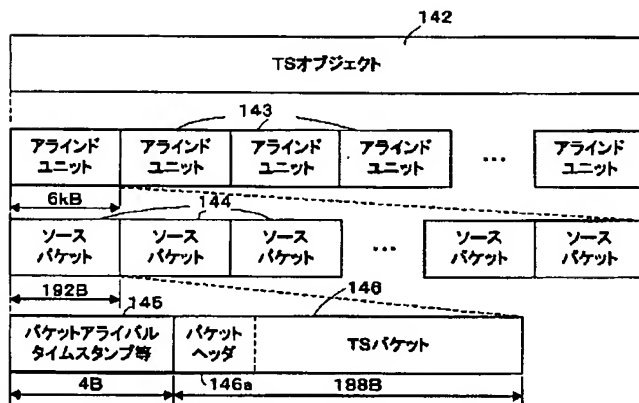 142
TSオブジェクト
143
アラインド アラインド アラインド アラインド アラインド
ユニット ユニット ユニット ユニット … ユニット
6kB
144
ソース ソース ソース ソース ソース
パケット パケット パケット … パケット パケット
192B
145 146
パケットアライバル パケット
タイムスタンプ等 ヘッダ TSパケット
146a
4B 188B